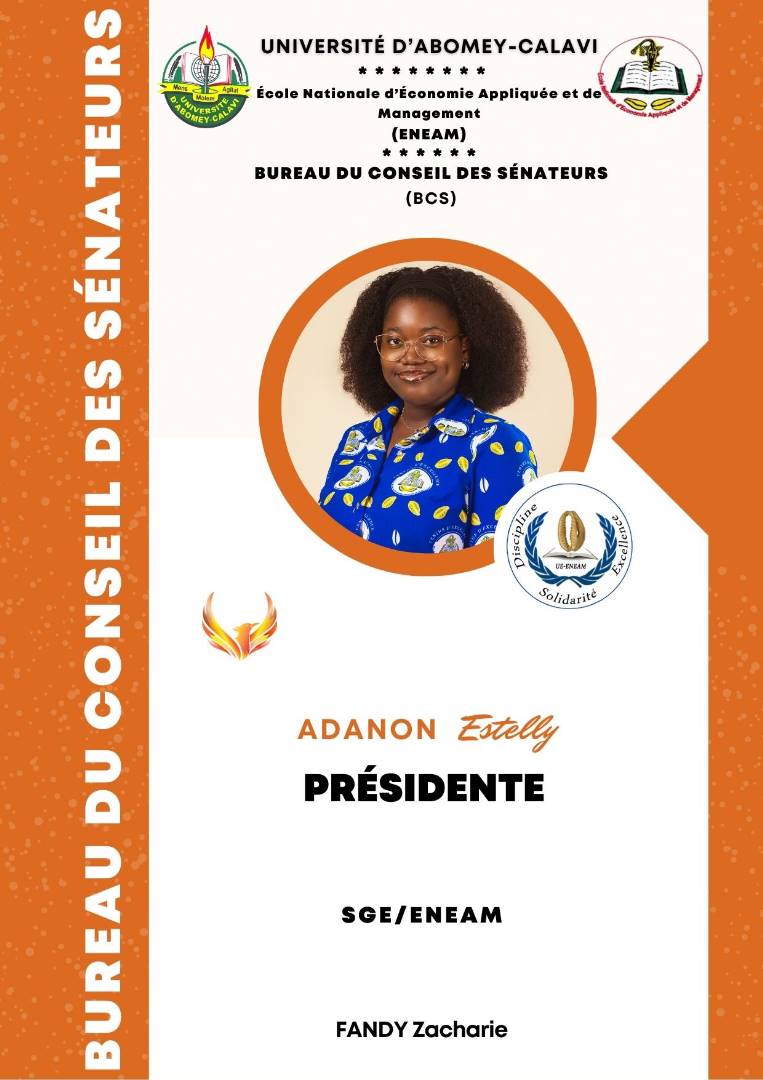 BUREAU DU CONSEIL DES SÉNATEURS
UNIVERSITÉ D'ABOMEY-CALAVI
* * * * * * * *
École Nationale d'Économie Appliquée et de
Management
(ENEAM)
* * * * * *
BUREAU DU CONSEIL DES SÉNATEURS
(BCS)
Mens Agitat
Molem
UNIVERSITÉ
D'ABOMEY-CALAVI
École Nationale d'Économie Appliquée et de Management
Discipline
Excellence
UE-ENEAM
Solidarité
ADANON Estelly
PRÉSIDENTE
SGE/ENEAM
FANDY Zacharie